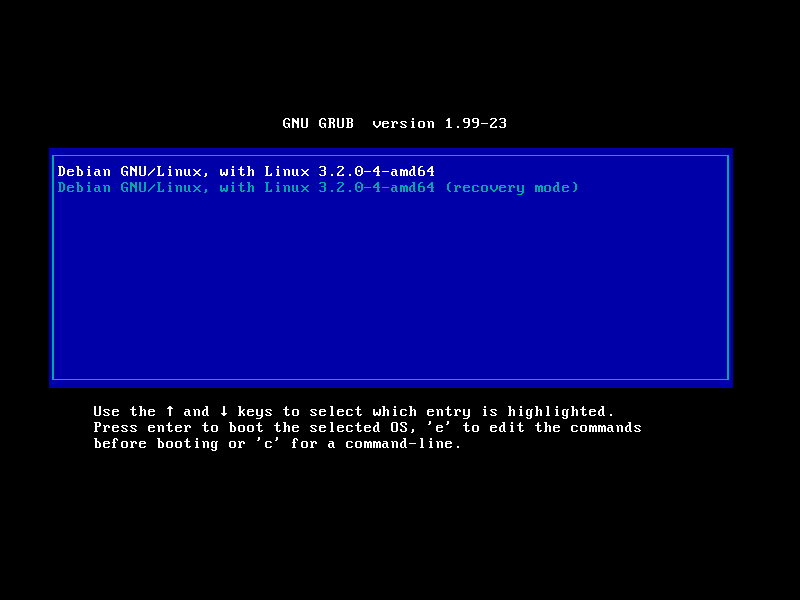 GNU GRUB  version 1.99-23
Debian GNU/Linux, with Linux 3.2.0-4-amd64
Debian GNU/Linux, with Linux 3.2.0-4-amd64 (recovery mode)
Use the ↑ and ↓ keys to select which entry is highlighted.
Press enter to boot the selected OS, 'e' to edit the commands
before booting or 'c' for a command-line.